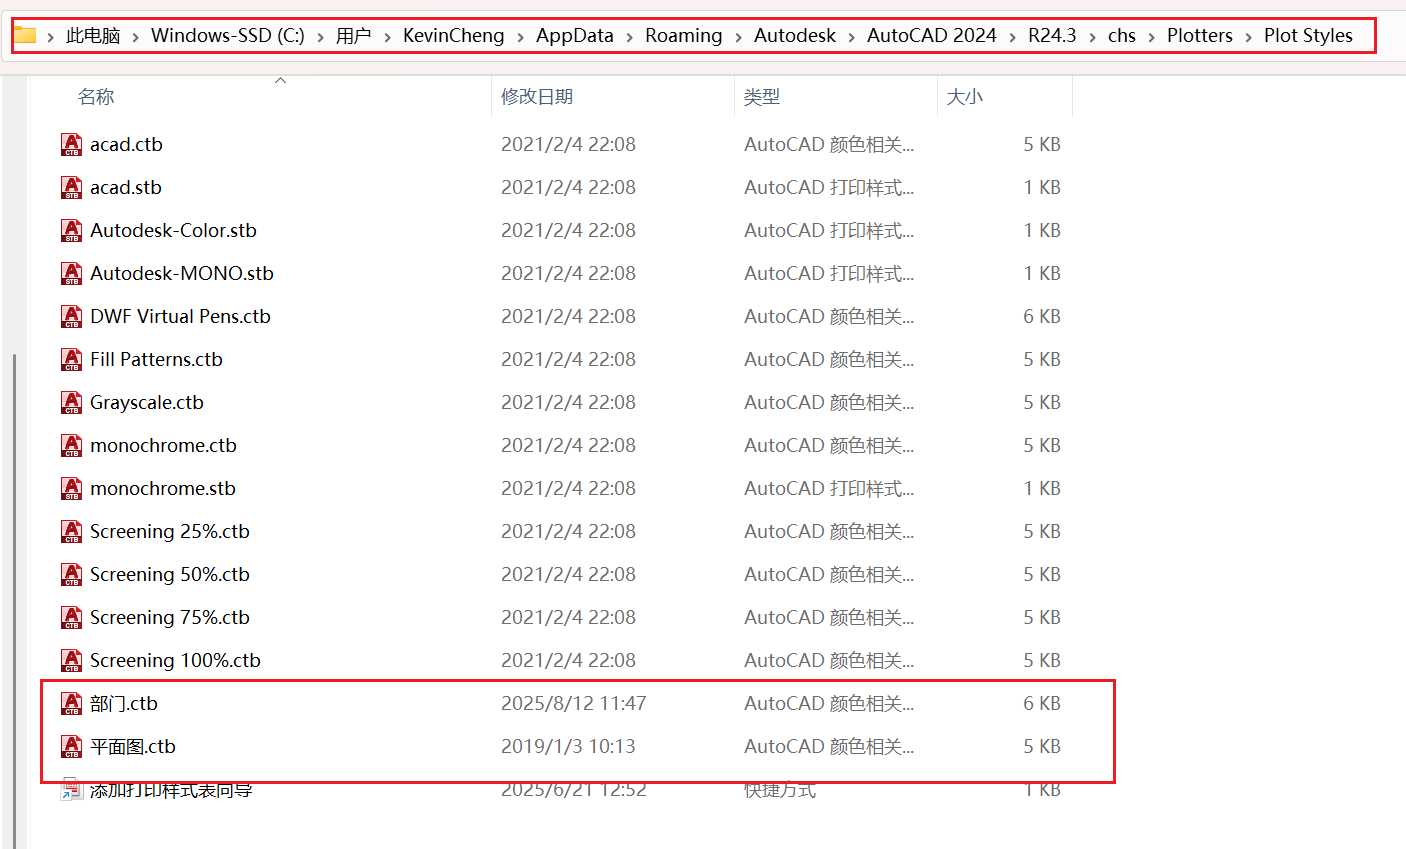 此电脑 > Windows-SSD (C:) > 用户 > KevinCheng > AppData > Roaming > Autodesk > AutoCAD 2024 > R24.3 > chs > Plotters > Plot Styles
名称 修改日期 类型 大小
acad.ctb 2021/2/4 22:08 AutoCAD 颜色相关... 5 KB
acad.stb 2021/2/4 22:08 AutoCAD 打印样式... 1 KB
Autodesk-Color.stb 2021/2/4 22:08 AutoCAD 打印样式... 1 KB
Autodesk-MONO.stb 2021/2/4 22:08 AutoCAD 打印样式... 1 KB
DWF Virtual Pens.ctb 2021/2/4 22:08 AutoCAD 颜色相关... 6 KB
Fill Patterns.ctb 2021/2/4 22:08 AutoCAD 颜色相关... 5 KB
Grayscale.ctb 2021/2/4 22:08 AutoCAD 颜色相关... 5 KB
monochrome.ctb 2021/2/4 22:08 AutoCAD 颜色相关... 5 KB
monochrome.stb 2021/2/4 22:08 AutoCAD 打印样式... 1 KB
Screening 25%.ctb 2021/2/4 22:08 AutoCAD 颜色相关... 5 KB
Screening 50%.ctb 2021/2/4 22:08 AutoCAD 颜色相关... 5 KB
Screening 75%.ctb 2021/2/4 22:08 AutoCAD 颜色相关... 5 KB
Screening 100%.ctb 2021/2/4 22:08 AutoCAD 颜色相关... 5 KB
部门.ctb 2025/8/12 11:47 AutoCAD 颜色相关... 6 KB
平面图.ctb 2019/1/3 10:13 AutoCAD 颜色相关... 5 KB
添加打印样式表向导 2025/6/21 12:52 快捷方式 1 KB